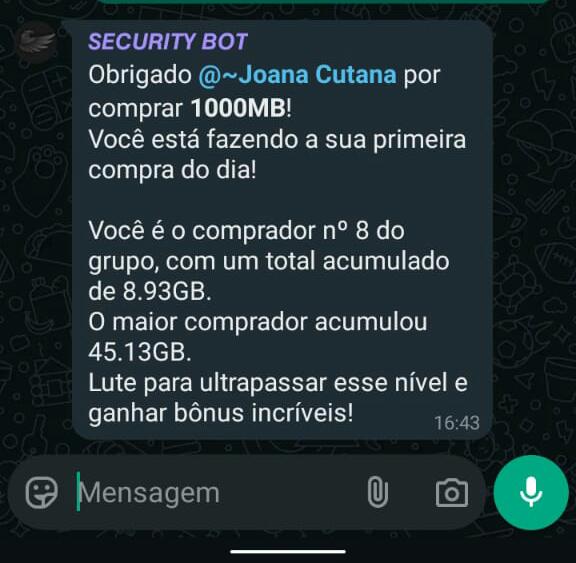 SECURITY BOT
Obrigado @~Joana Cutana por
comprar 1000MB!
Você está fazendo a sua primeira
compra do dia!
Você é o comprador nº 8 do
grupo, com um total acumulado
de 8.93GB.
O maior comprador acumulou
45.13GB.
Lute para ultrapassar esse nível e
ganhar bônus incríveis!
16:43
Mensagem